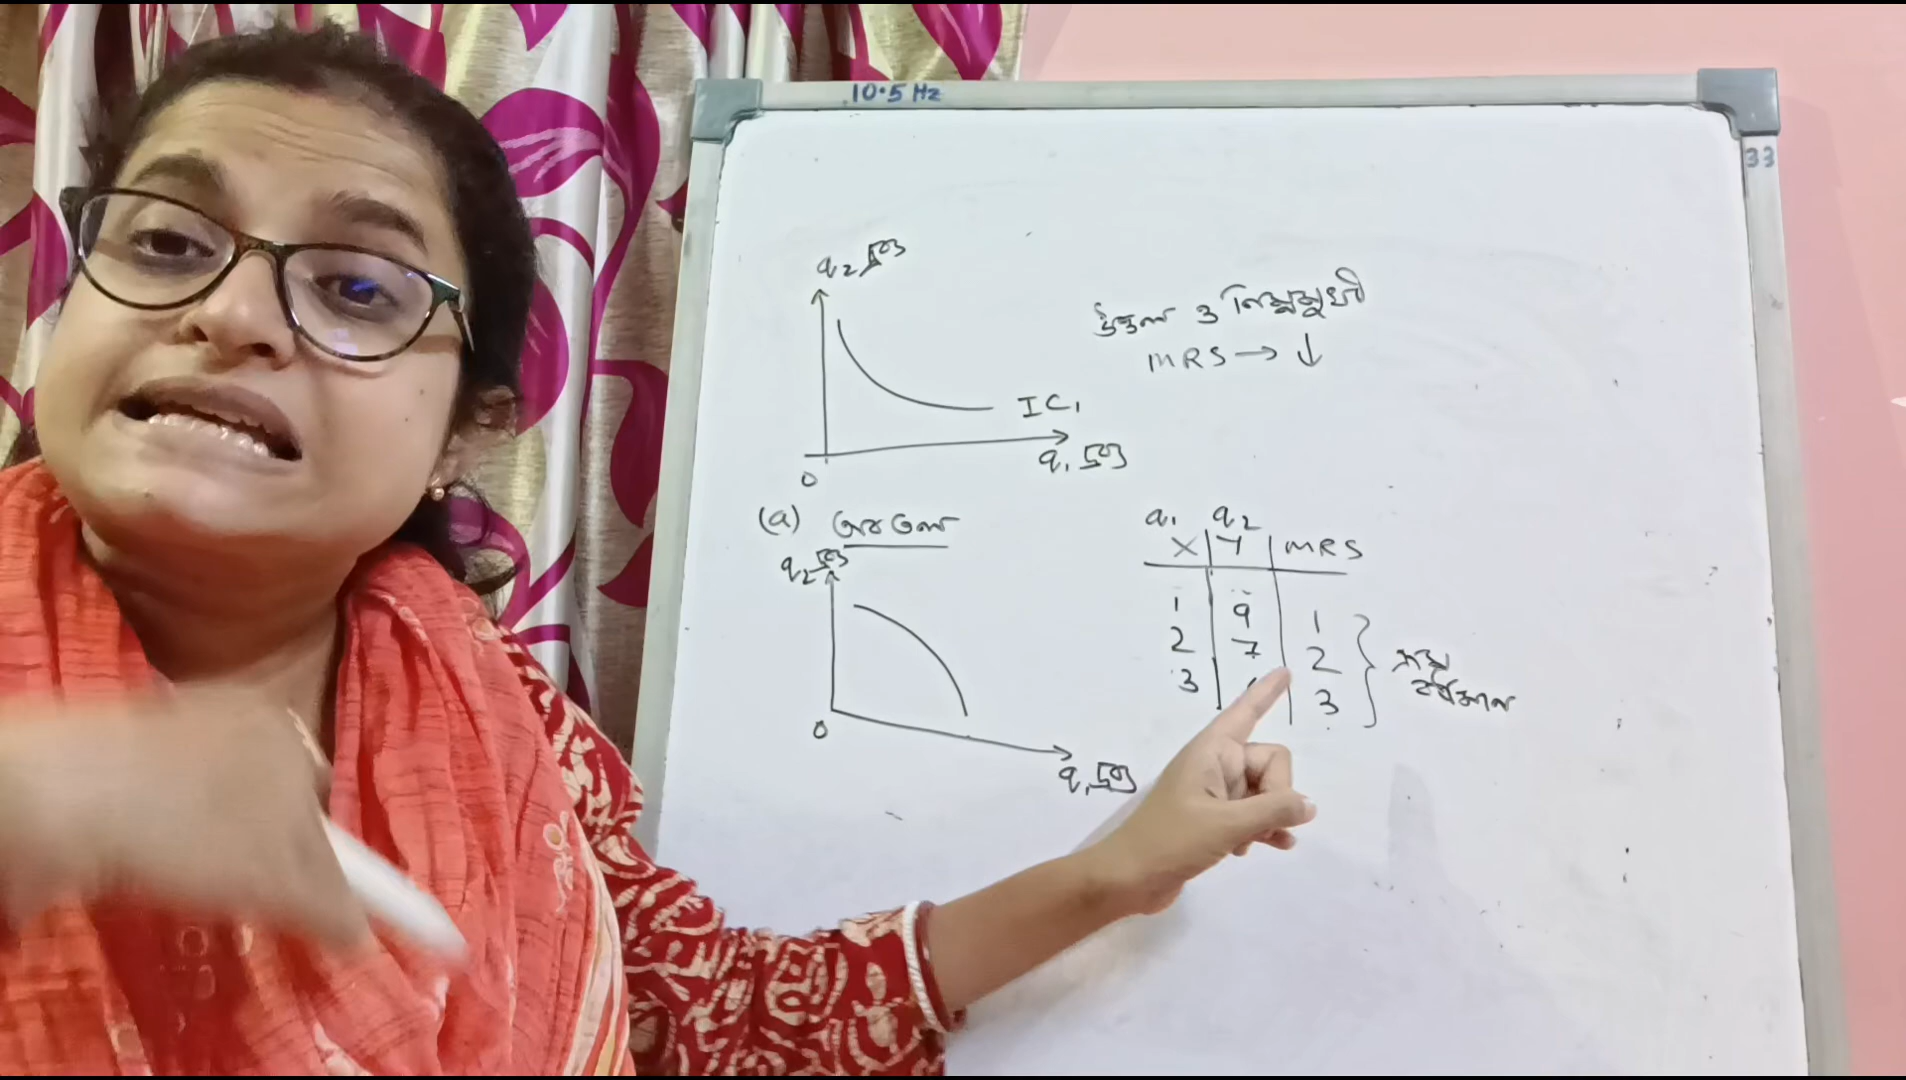 10.5 Hz
33
q₂ দ্রব্য
উত্তল ও নিম্নমুখী
MRS → ↓
IC₁
q₁ দ্রব্য
0
(a) অবতল
q₂ দ্রব্য
0
q₁ দ্রব্য
q₁ q₂
X Y MRS
1 9 1
2 7 2
3 3
ক্রম
বর্ধমান